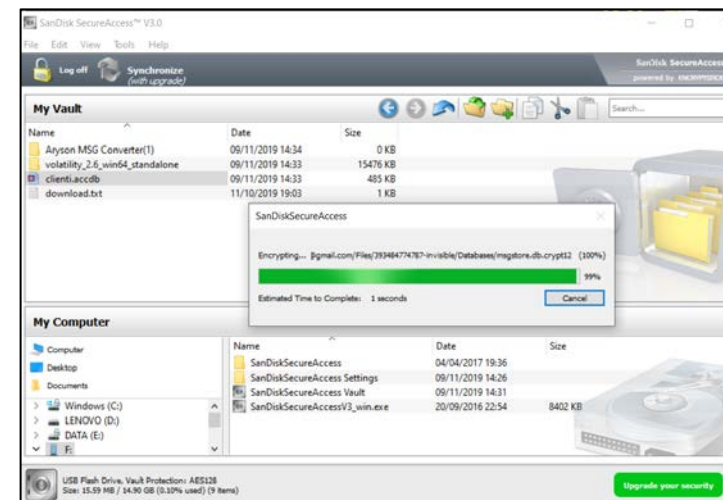 SanDisk SecureAccess™ V3.0
File Edit View Tools Help
Log off
Synchronize
(with upgrade)
SanDisk SecureAccess
powered by ENCRYPTSTICK
My Vault
Search...
Name Date Size
Aryson MSG Converter(1) 09/11/2019 14:34 0 KB
volatility_2.6_win64_standalone 09/11/2019 14:33 15476 KB
clienti.accdb 09/11/2019 14:33 485 KB
download.txt 11/10/2019 19:03 1 KB
SanDiskSecureAccess
Encrypting... @gmail.com/Files/393484774787-invisible/Databases/msgstore.db.crypt12 (100%)
99%
Estimated Time to Complete: 1 seconds
Cancel
My Computer
Computer
Desktop
Documents
Windows (C:)
LENOVO (D:)
DATA (E:)
F:
Name Date Size
SanDiskSecureAccess 04/04/2017 19:36
SanDiskSecureAccess Settings 09/11/2019 14:26
SanDiskSecureAccess Vault 09/11/2019 14:31
SanDiskSecureAccessV3_win.exe 20/09/2016 22:54 8402 KB
USB Flash Drive, Vault Protection: AES128
Size: 15.59 MB / 14.90 GB (0.10% used) (9 items)
Upgrade your security